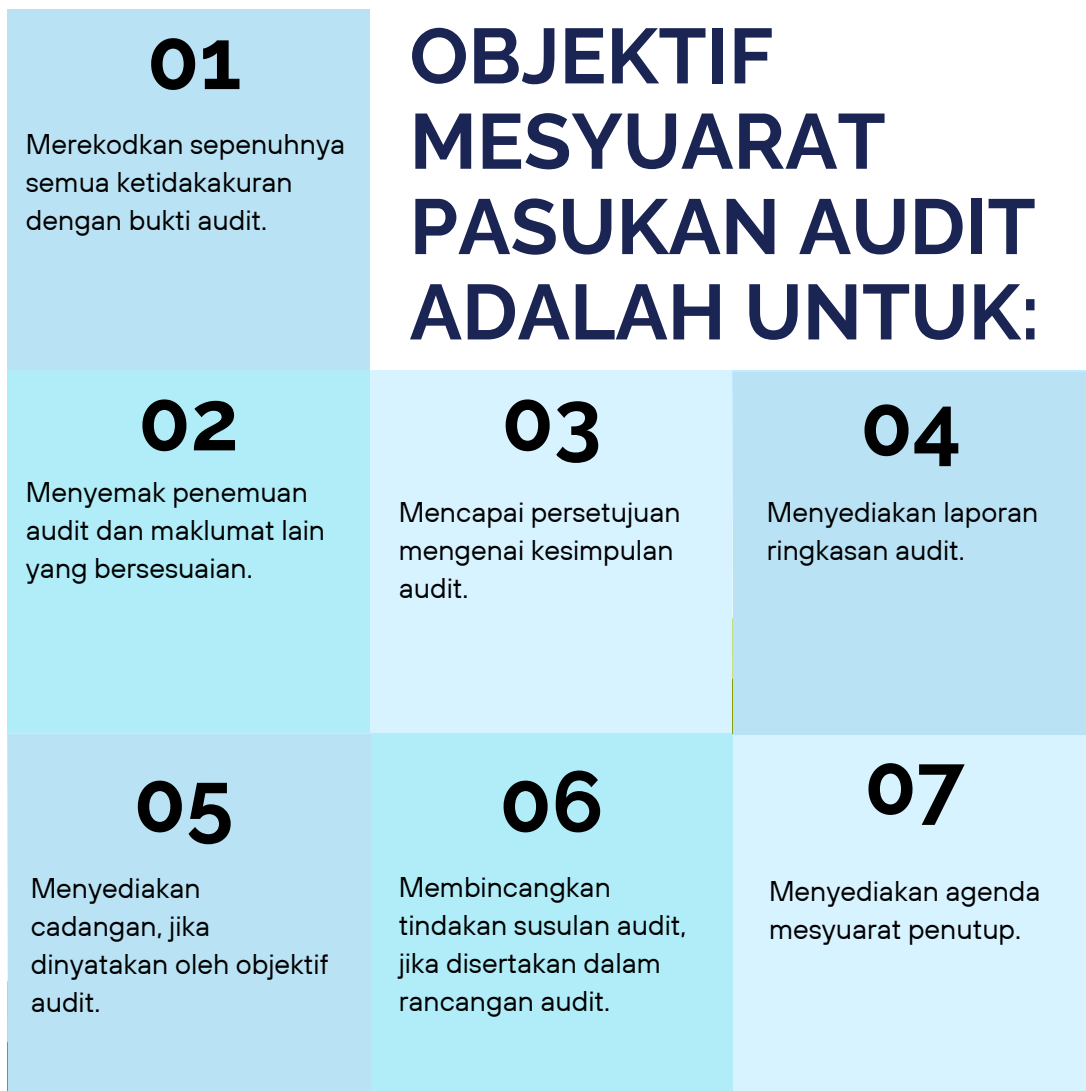 01
Merekodkan sepenuhnya
semua ketidakakuran
dengan bukti audit.
OBJEKTIF
MESYUARAT
PASUKAN AUDIT
ADALAH UNTUK:
02
Menyemak penemuan
audit dan maklumat lain
yang bersesuaian.
03
Mencapai persetujuan
mengenai kesimpulan
audit.
04
Menyediakan laporan
ringkasan audit.
05
Menyediakan
cadangan, jika
dinyatakan oleh objektif
audit.
06
Membincangkan
tindakan susulan audit,
jika disertakan dalam
rancangan audit.
07
Menyediakan agenda
mesyuarat penutup.